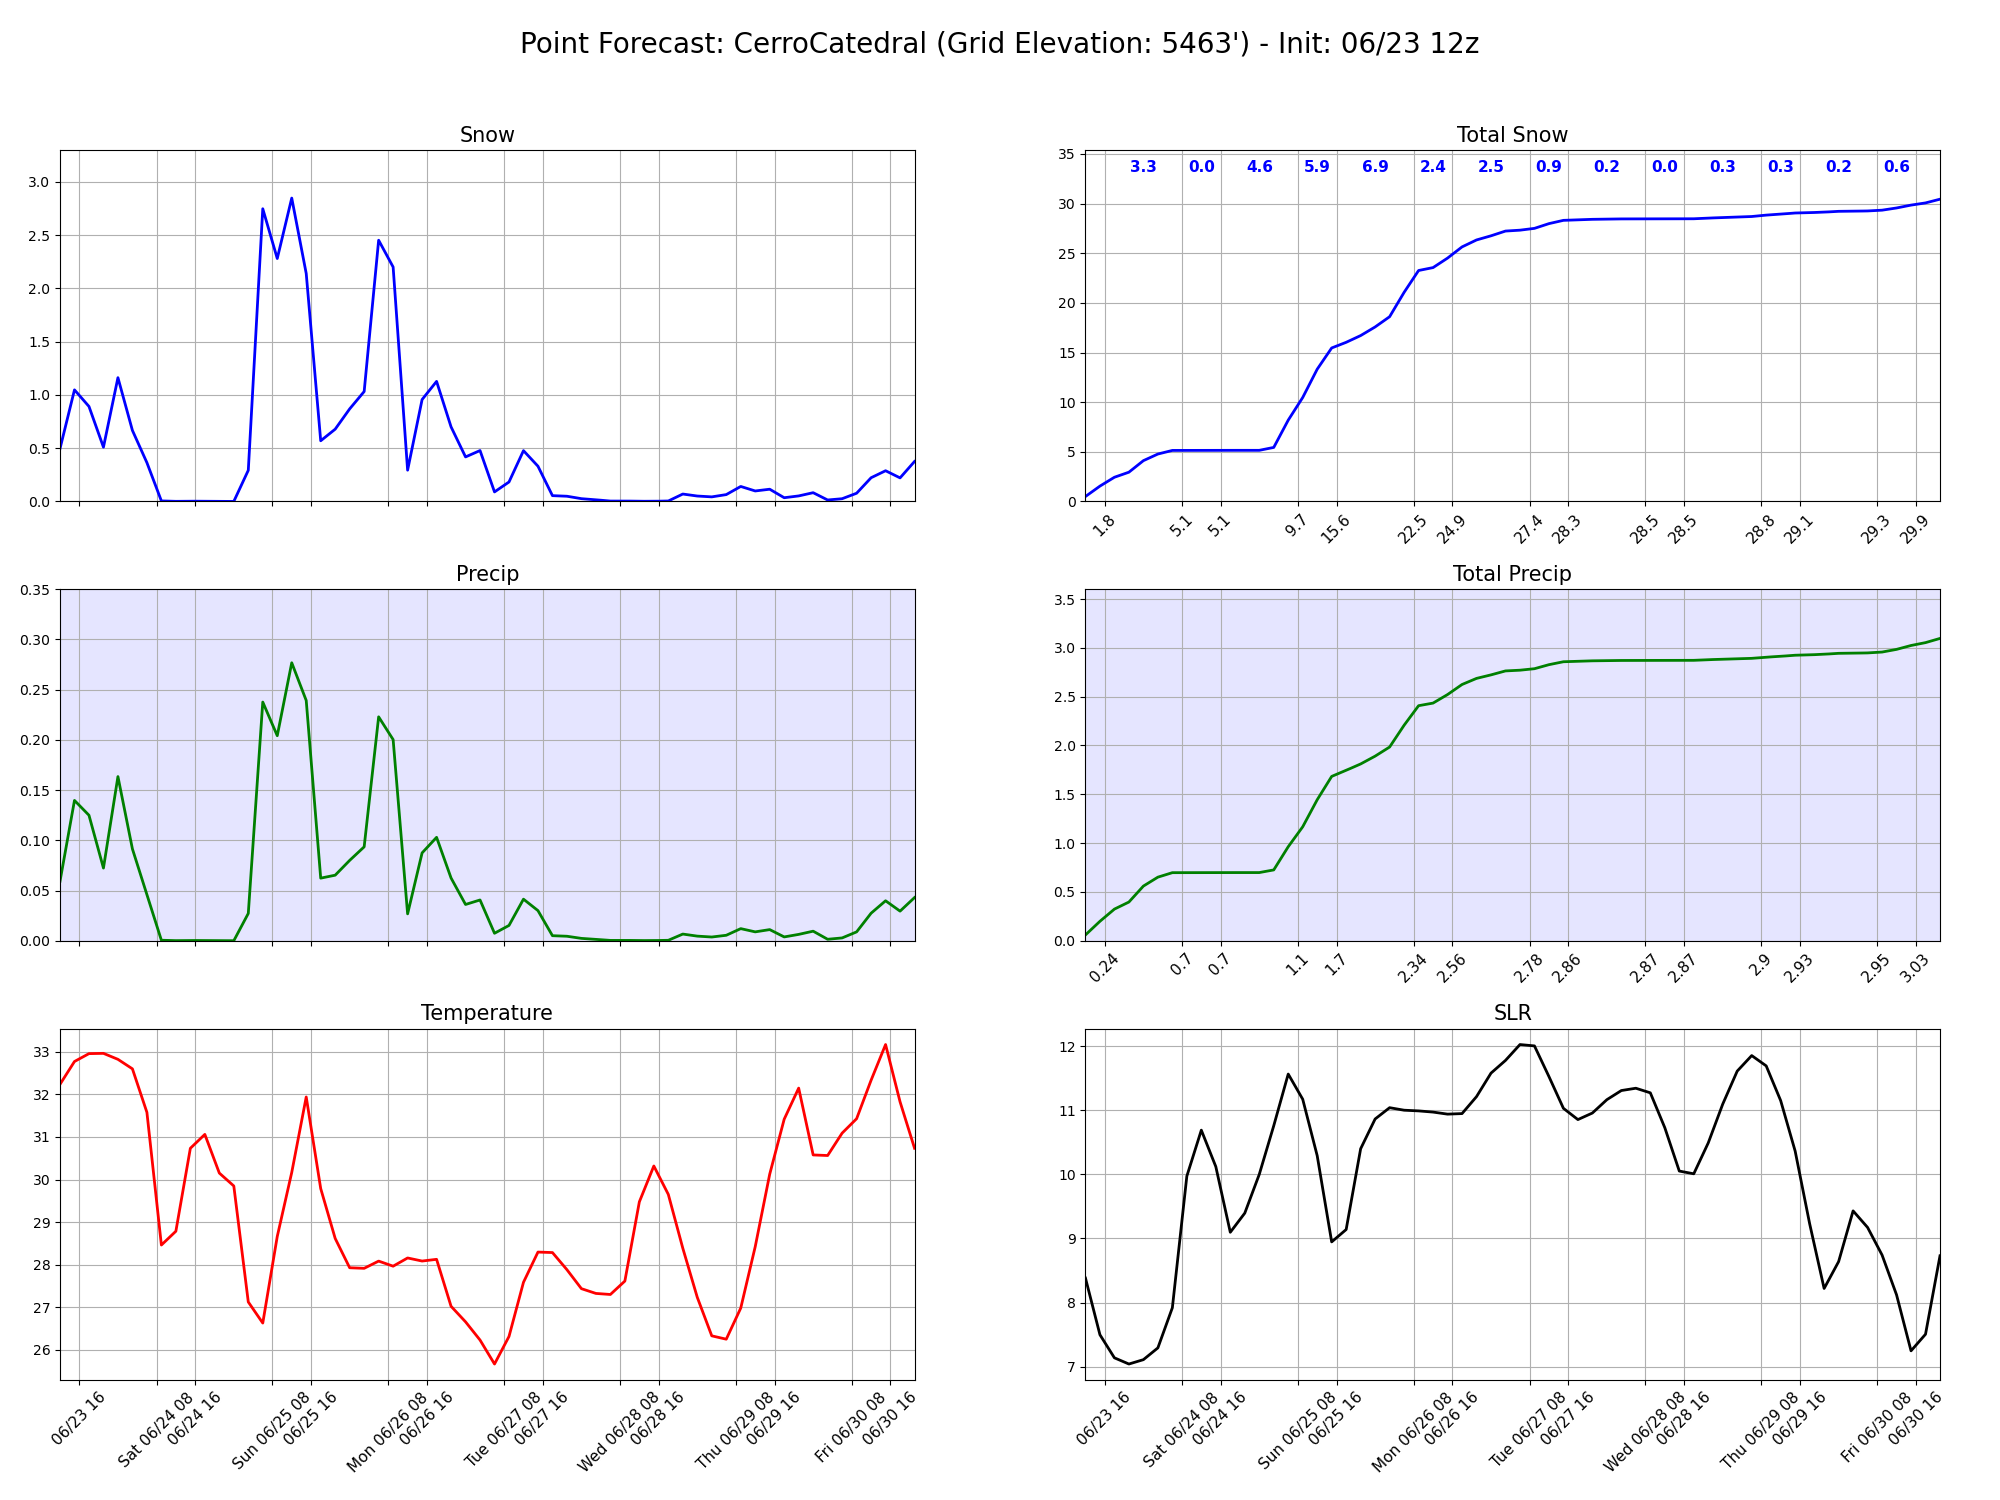 Point Forecast: CerroCatedral (Grid Elevation: 5463') - Init: 06/23 12z
Snow
3.0
2.5
2.0
1.5
1.0
0.5
0.0
Total Snow
35
30
25
20
15
10
5
0
3.3 0.0 4.6 5.9 6.9 2.4 2.5 0.9 0.2 0.0 0.3 0.3 0.2 0.6
1.8 5.1 5.1 9.7 15.6 22.5 24.9 27.4 28.3 28.5 28.5 28.8 29.1 29.3 29.9
Precip
0.35
0.30
0.25
0.20
0.15
0.10
0.05
0.00
Total Precip
3.5
3.0
2.5
2.0
1.5
1.0
0.5
0.0
0.24 0.7 0.7 1.1 1.7 2.34 2.56 2.78 2.86 2.87 2.87 2.9 2.93 2.95 3.03
Temperature
33
32
31
30
29
28
27
26
06/23 16
Sat 06/24 08
06/24 16
Sun 06/25 08
06/25 16
Mon 06/26 08
06/26 16
Tue 06/27 08
06/27 16
Wed 06/28 08
06/28 16
Thu 06/29 08
06/29 16
Fri 06/30 08
06/30 16
SLR
12
11
10
9
8
7
06/23 16
Sat 06/24 08
06/24 16
Sun 06/25 08
06/25 16
Mon 06/26 08
06/26 16
Tue 06/27 08
06/27 16
Wed 06/28 08
06/28 16
Thu 06/29 08
06/29 16
Fri 06/30 08
06/30 16